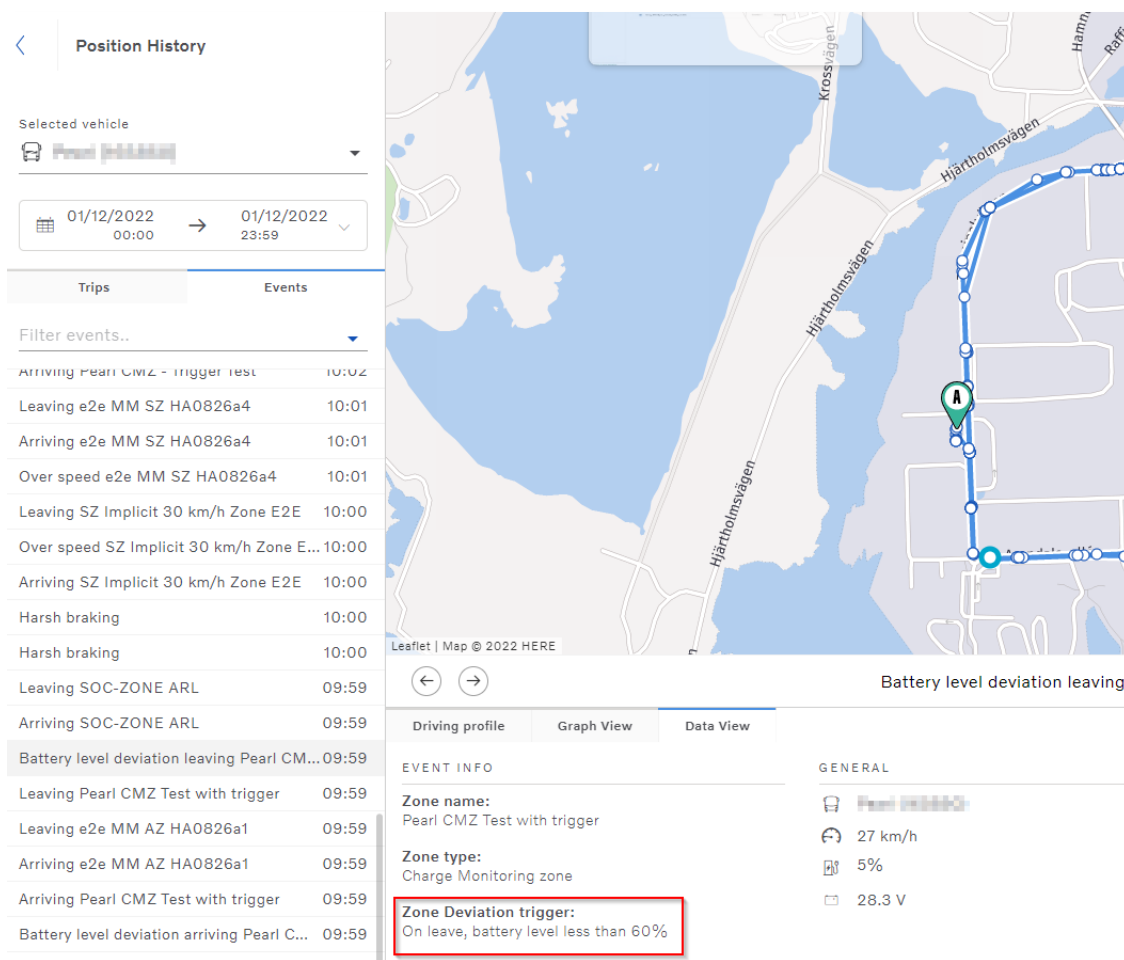 Position History
Selected vehicle
01/12/2022
00:00
→
01/12/2022
23:59
Trips
Events
Filter events..
Arriving Pearl CMZ - Trigger Test 10:02
Leaving e2e MM SZ HA0826a4 10:01
Arriving e2e MM SZ HA0826a4 10:01
Over speed e2e MM SZ HA0826a4 10:01
Leaving SZ Implicit 30 km/h Zone E2E 10:00
Over speed SZ Implicit 30 km/h Zone E... 10:00
Arriving SZ Implicit 30 km/h Zone E2E 10:00
Harsh braking 10:00
Harsh braking 10:00
Leaving SOC-ZONE ARL 09:59
Arriving SOC-ZONE ARL 09:59
Battery level deviation leaving Pearl CM... 09:59
Leaving Pearl CMZ Test with trigger 09:59
Leaving e2e MM AZ HA0826a1 09:59
Arriving e2e MM AZ HA0826a1 09:59
Arriving Pearl CMZ Test with trigger 09:59
Battery level deviation arriving Pearl C... 09:59
Krossvägen
Hjärtholmsvägen
Hjärtholmsvägen
Hjärtholmsvägen
Hjärtholmsvägen
A
Leaflet | Map © 2022 HERE
Battery level deviation leaving
Driving profile
Graph View
Data View
EVENT INFO
Zone name:
Pearl CMZ Test with trigger
Zone type:
Charge Monitoring zone
Zone Deviation trigger:
On leave, battery level less than 60%
GENERAL
27 km/h
5%
28.3 V